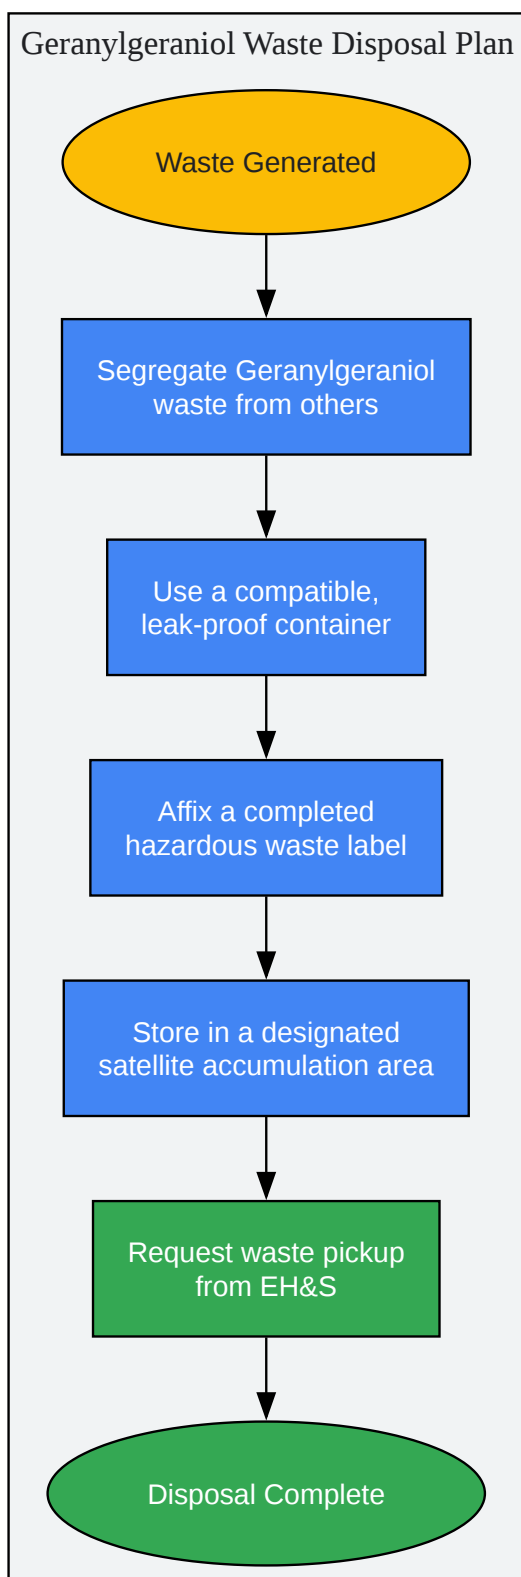 Geranylgeraniol Waste Disposal Plan
Waste Generated
Segregate Geranylgeraniol
waste from others
Use a compatible,
leak-proof container
Affix a completed
hazardous waste label
Store in a designated
satellite accumulation area
Request waste pickup
from EH&S
Disposal Complete